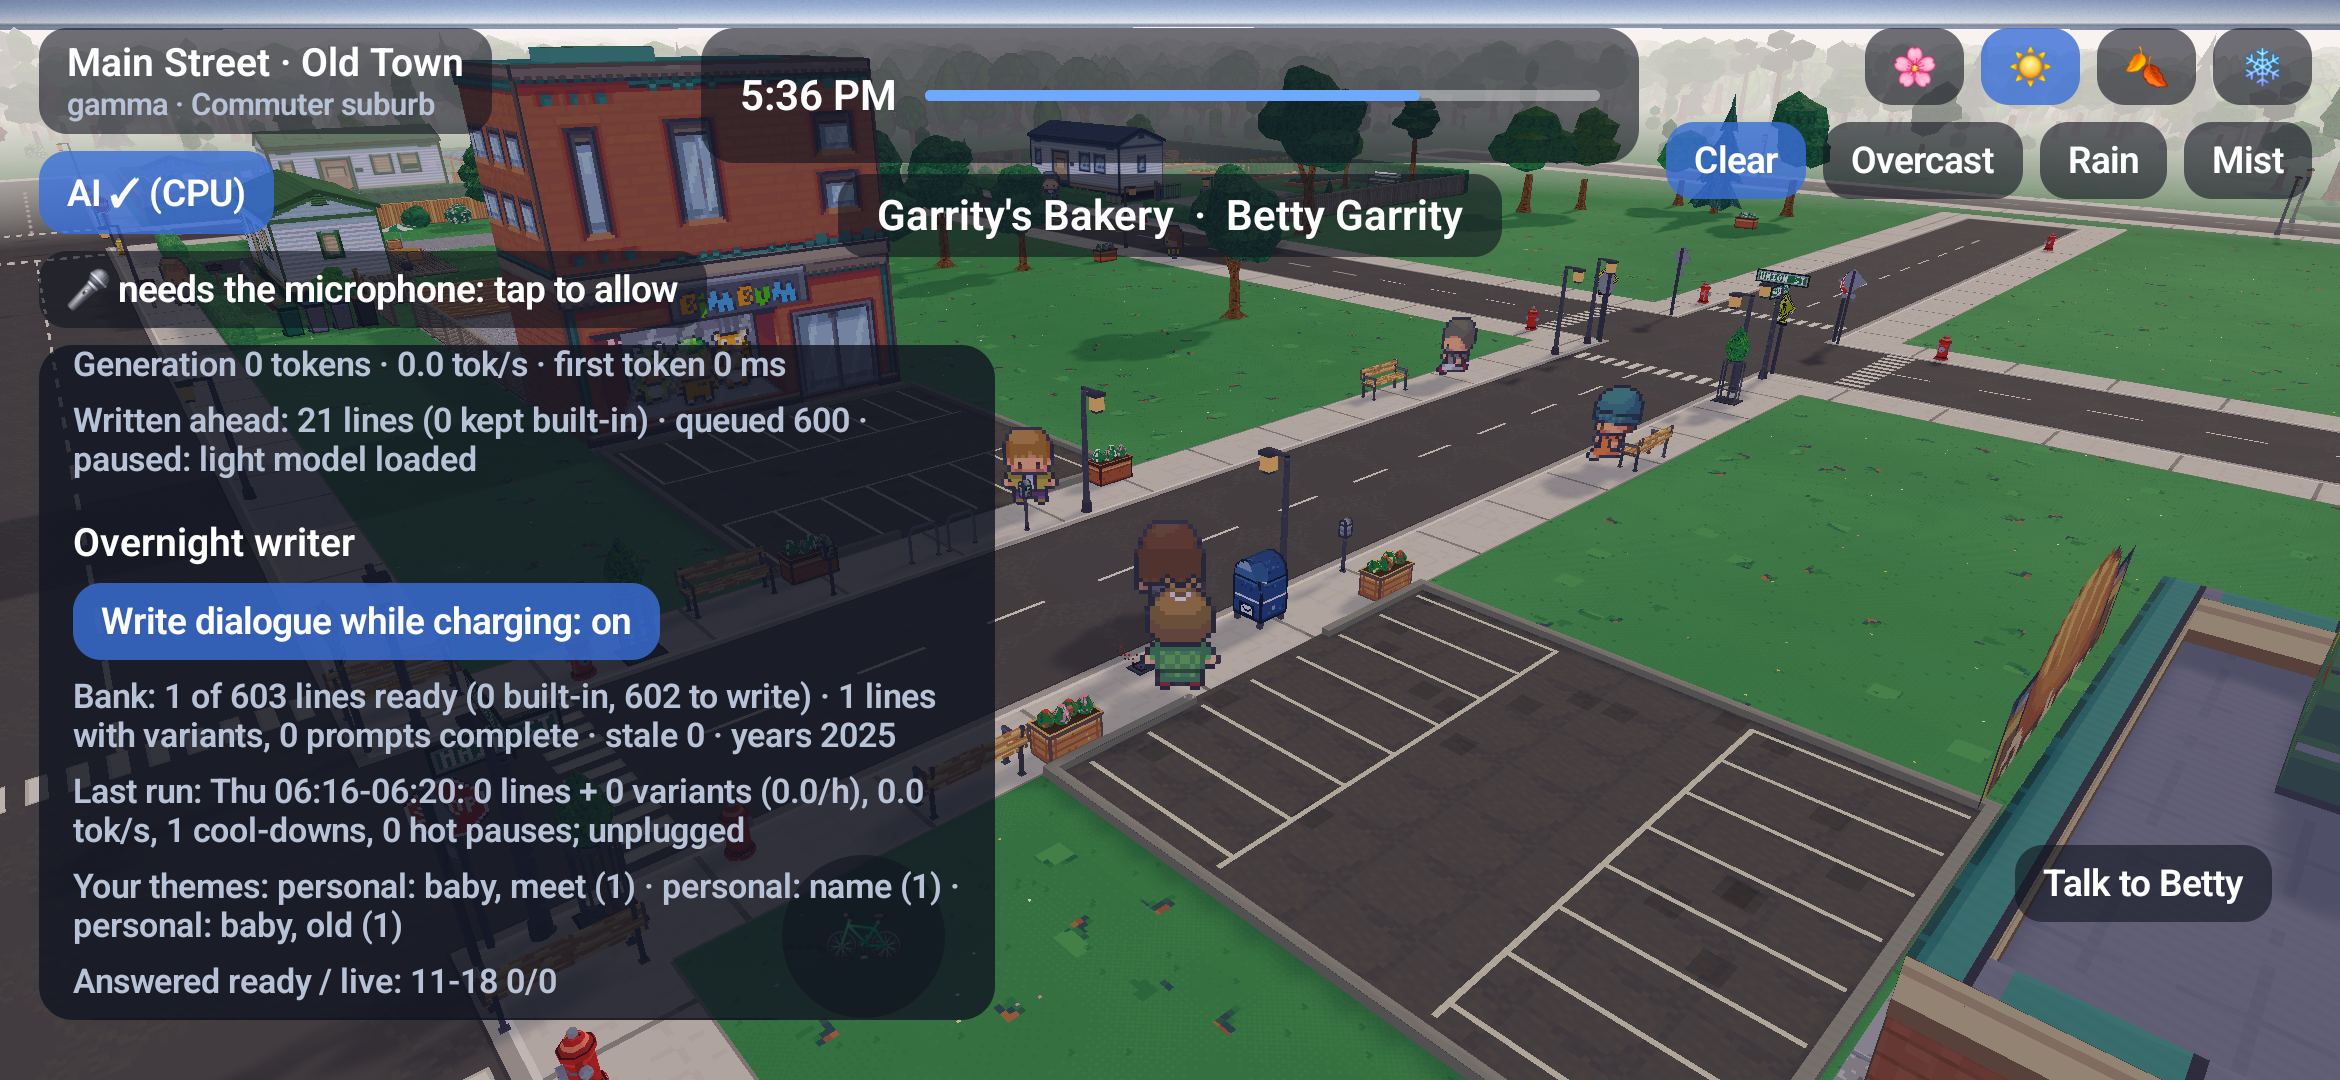 Main Street · Old Town
gamma · Commuter suburb
5:36 PM
Clear
Overcast
Rain
Mist
AI ✓ (CPU)
Garrity's Bakery · Betty Garrity
🎤 needs the microphone: tap to allow
BIM BUM
UNION ST
Generation 0 tokens · 0.0 tok/s · first token 0 ms
Written ahead: 21 lines (0 kept built-in) · queued 600 ·
paused: light model loaded
Overnight writer
Write dialogue while charging: on
Bank: 1 of 603 lines ready (0 built-in, 602 to write) · 1 lines
with variants, 0 prompts complete · stale 0 · years 2025
Last run: Thu 06:16-06:20: 0 lines + 0 variants (0.0/h), 0.0
tok/s, 1 cool-downs, 0 hot pauses; unplugged
Your themes: personal: baby, meet (1) · personal: name (1) ·
personal: baby, old (1)
Answered ready / live: 11-18 0/0
Talk to Betty